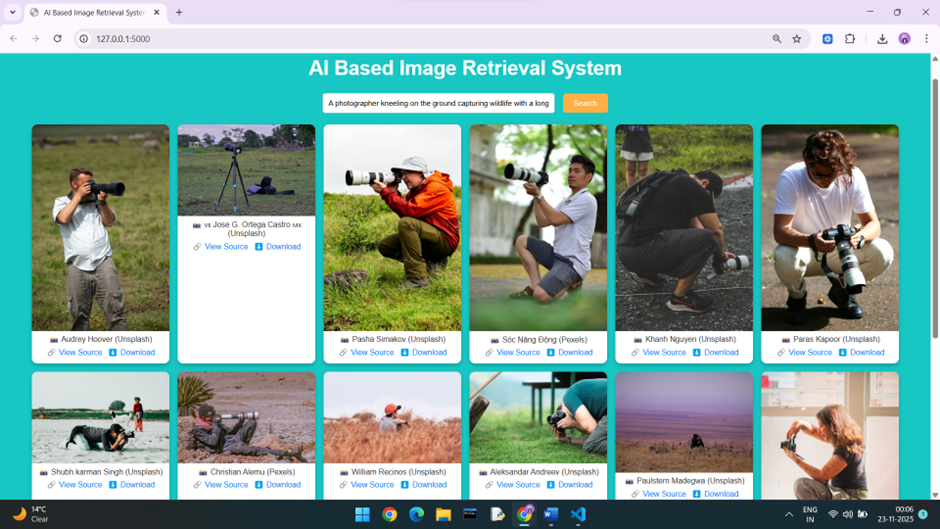 AI Based Image Retrieval System
127.0.0.1:5000
AI Based Image Retrieval System
A photographer kneeling on the ground capturing wildlife with a long
Search
Audrey Hoover (Unsplash)
View Source Download
VE Jose G. Ortega Castro MX
(Unsplash)
View Source Download
Pasha Simakov (Unsplash)
View Source Download
Sóc Năng Động (Pexels)
View Source Download
Khanh Nguyen (Unsplash)
View Source Download
Paras Kapoor (Unsplash)
View Source Download
Shubh karman Singh (Unsplash)
View Source Download
Christian Alemu (Pexels)
View Source Download
William Recinos (Unsplash)
View Source Download
Aleksandar Andreev (Unsplash)
View Source Download
Paulstern Madegwa (Unsplash)
View Source Download
14°C
Clear
ENG
IN
00:06
23-11-2025